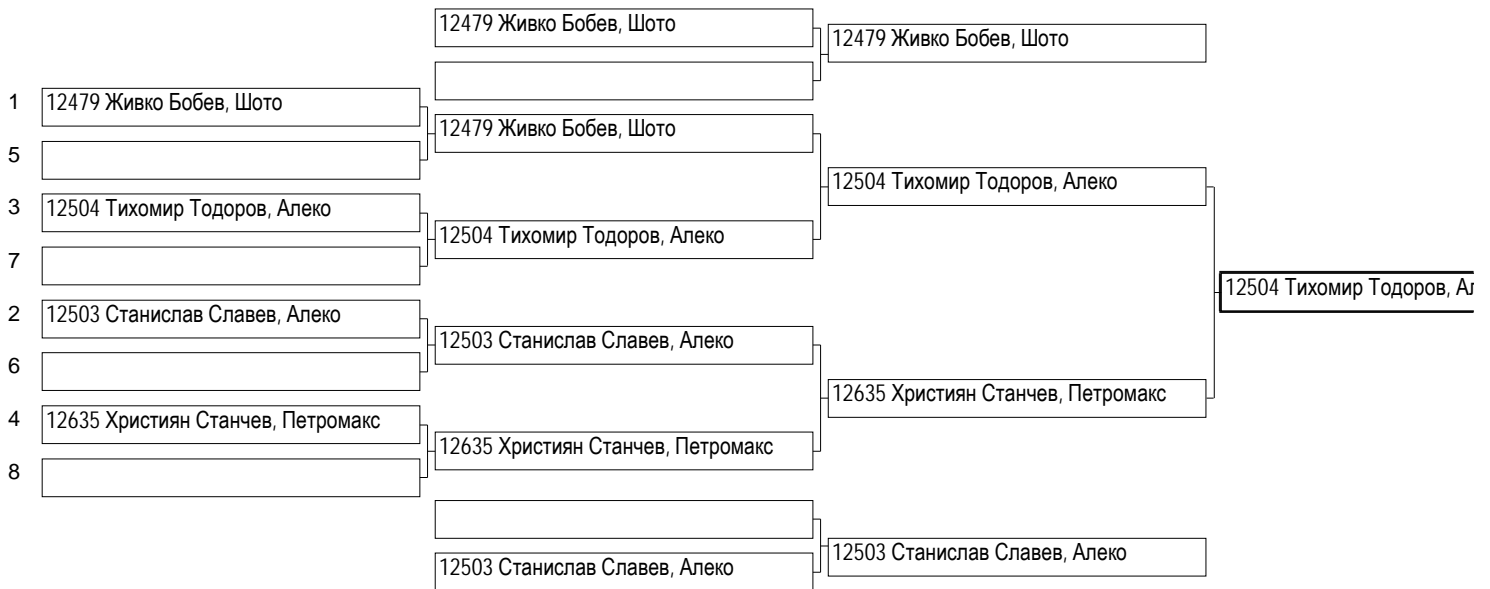 12479 Живко Бобев, Шото
12479 Живко Бобев, Шото
1
12479 Живко Бобев, Шото
12479 Живко Бобев, Шото
5
12504 Тихомир Тодоров, Алеко
3
12504 Тихомир Тодоров, Алеко
12504 Тихомир Тодоров, Алеко
7
12504 Тихомир Тодоров, Ал
2
12503 Станислав Славев, Алеко
12503 Станислав Славев, Алеко
6
12635 Християн Станчев, Петромакс
4
12635 Християн Станчев, Петромакс
12635 Християн Станчев, Петромакс
8
12503 Станислав Славев, Алеко
12503 Станислав Славев, Алеко